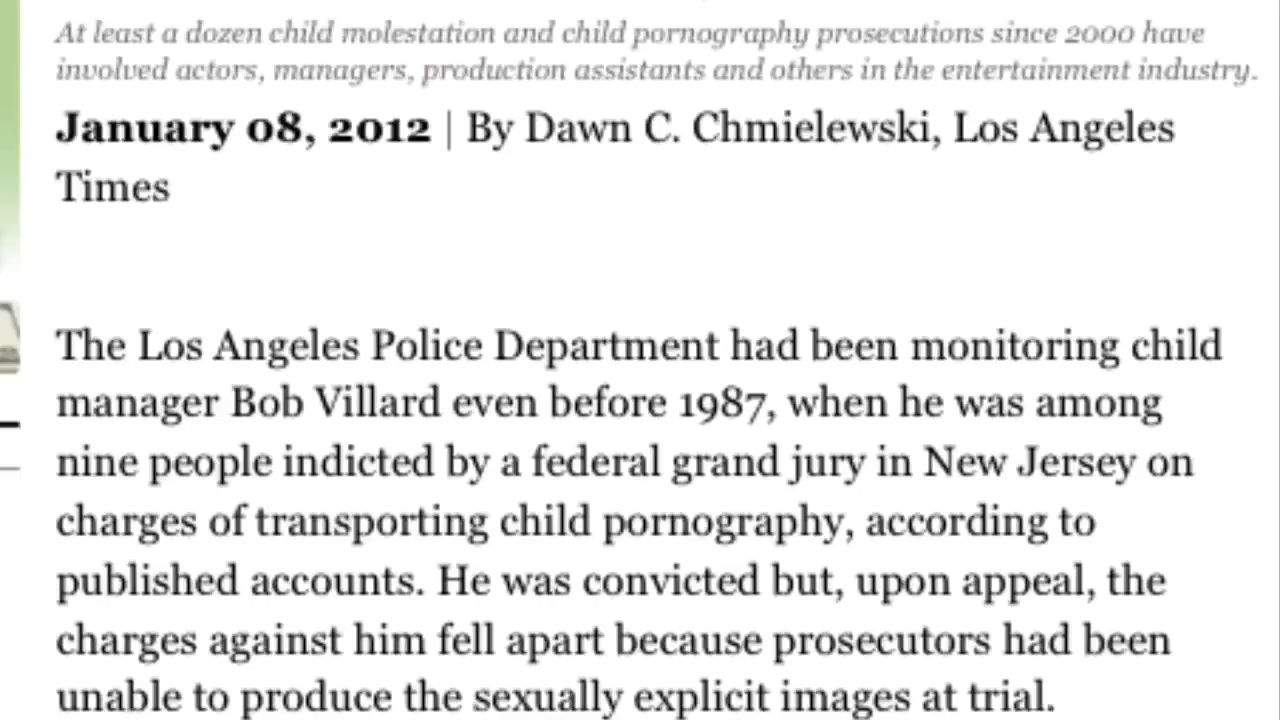 At least a dozen child molestation and child pornography prosecutions since 2000 have
involved actors, managers, production assistants and others in the entertainment industry.
January 08, 2012 | By Dawn C. Chmielewski, Los Angeles
Times
The Los Angeles Police Department had been monitoring child
manager Bob Villard even before 1987, when he was among
nine people indicted by a federal grand jury in New Jersey on
charges of transporting child pornography, according to
published accounts. He was convicted but, upon appeal, the
charges against him fell apart because prosecutors had been
unable to produce the sexually explicit images at trial.